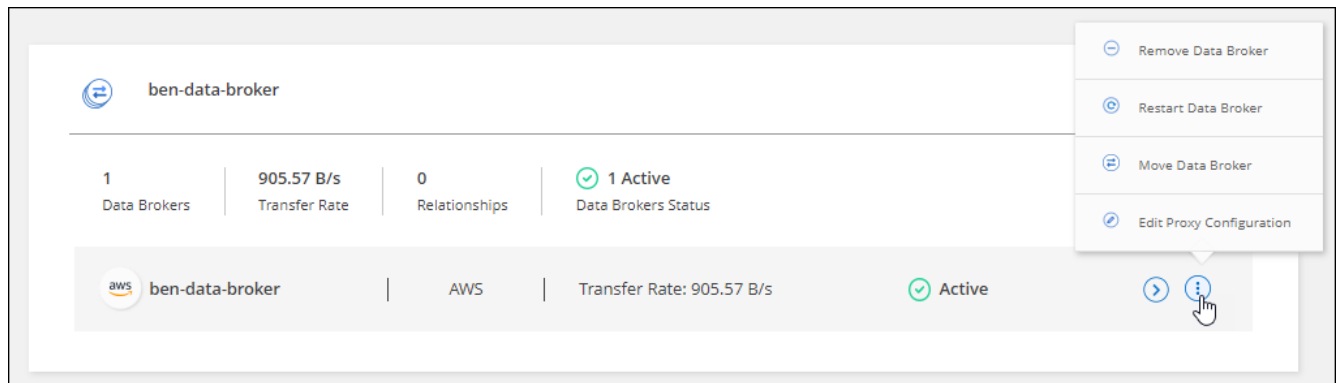 Remove Data Broker
ben-data-broker
Restart Data Broker
Move Data Broker
1 905.57 B/s 0 1 Active
Data Brokers Transfer Rate Relationships Data Brokers Status
Edit Proxy Configuration
aws ben-data-broker AWS Transfer Rate: 905.57 B/s Active